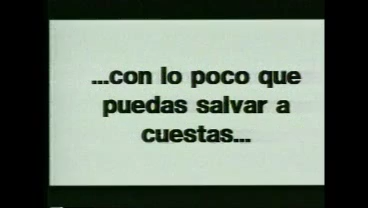 ...con lo poco que
puedas salvar a
cuestas...